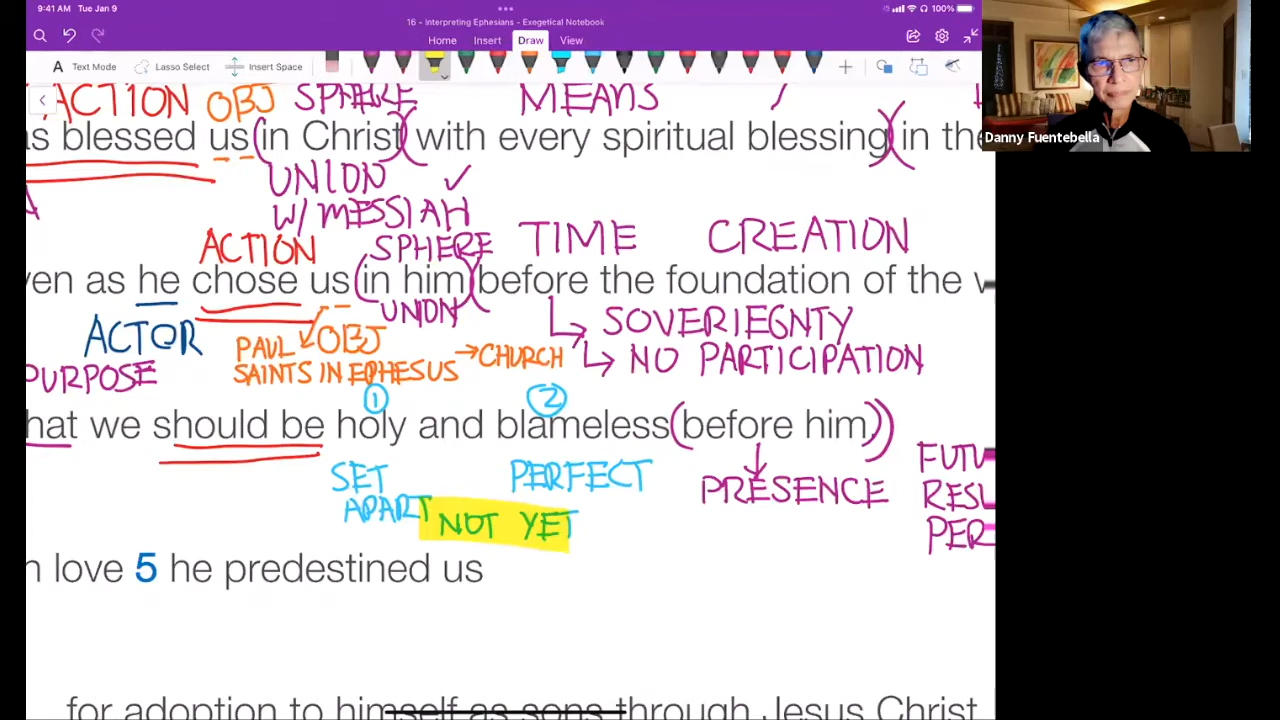 9:41 AM Tue Jan 9
100%
16 - Interpreting Ephesians - Exegetical Notebook
Home Insert Draw View
Text Mode Lasso Select Insert Space
Danny Fuentebella
ACTION OBJ SPHERE MEANS
as blessed us (in Christ) (with every spiritual blessing) (in the
UNION
W/ MESSIAH
ACTION SPHERE TIME CREATION
ven as he chose us (in him) (before the foundation of the w
UNION
ACTOR OBJ SOVERIEGNTY
PAUL
SAINTS IN EPHESUS → CHURCH NO PARTICIPATION
PURPOSE
1 2
hat we should be holy and blameless (before him))
SET PERFECT PRESENCE FUTU
APART RESU
NOT YET PER
n love 5 he predestined us
for adoption to himself as sons through Jesus Christ